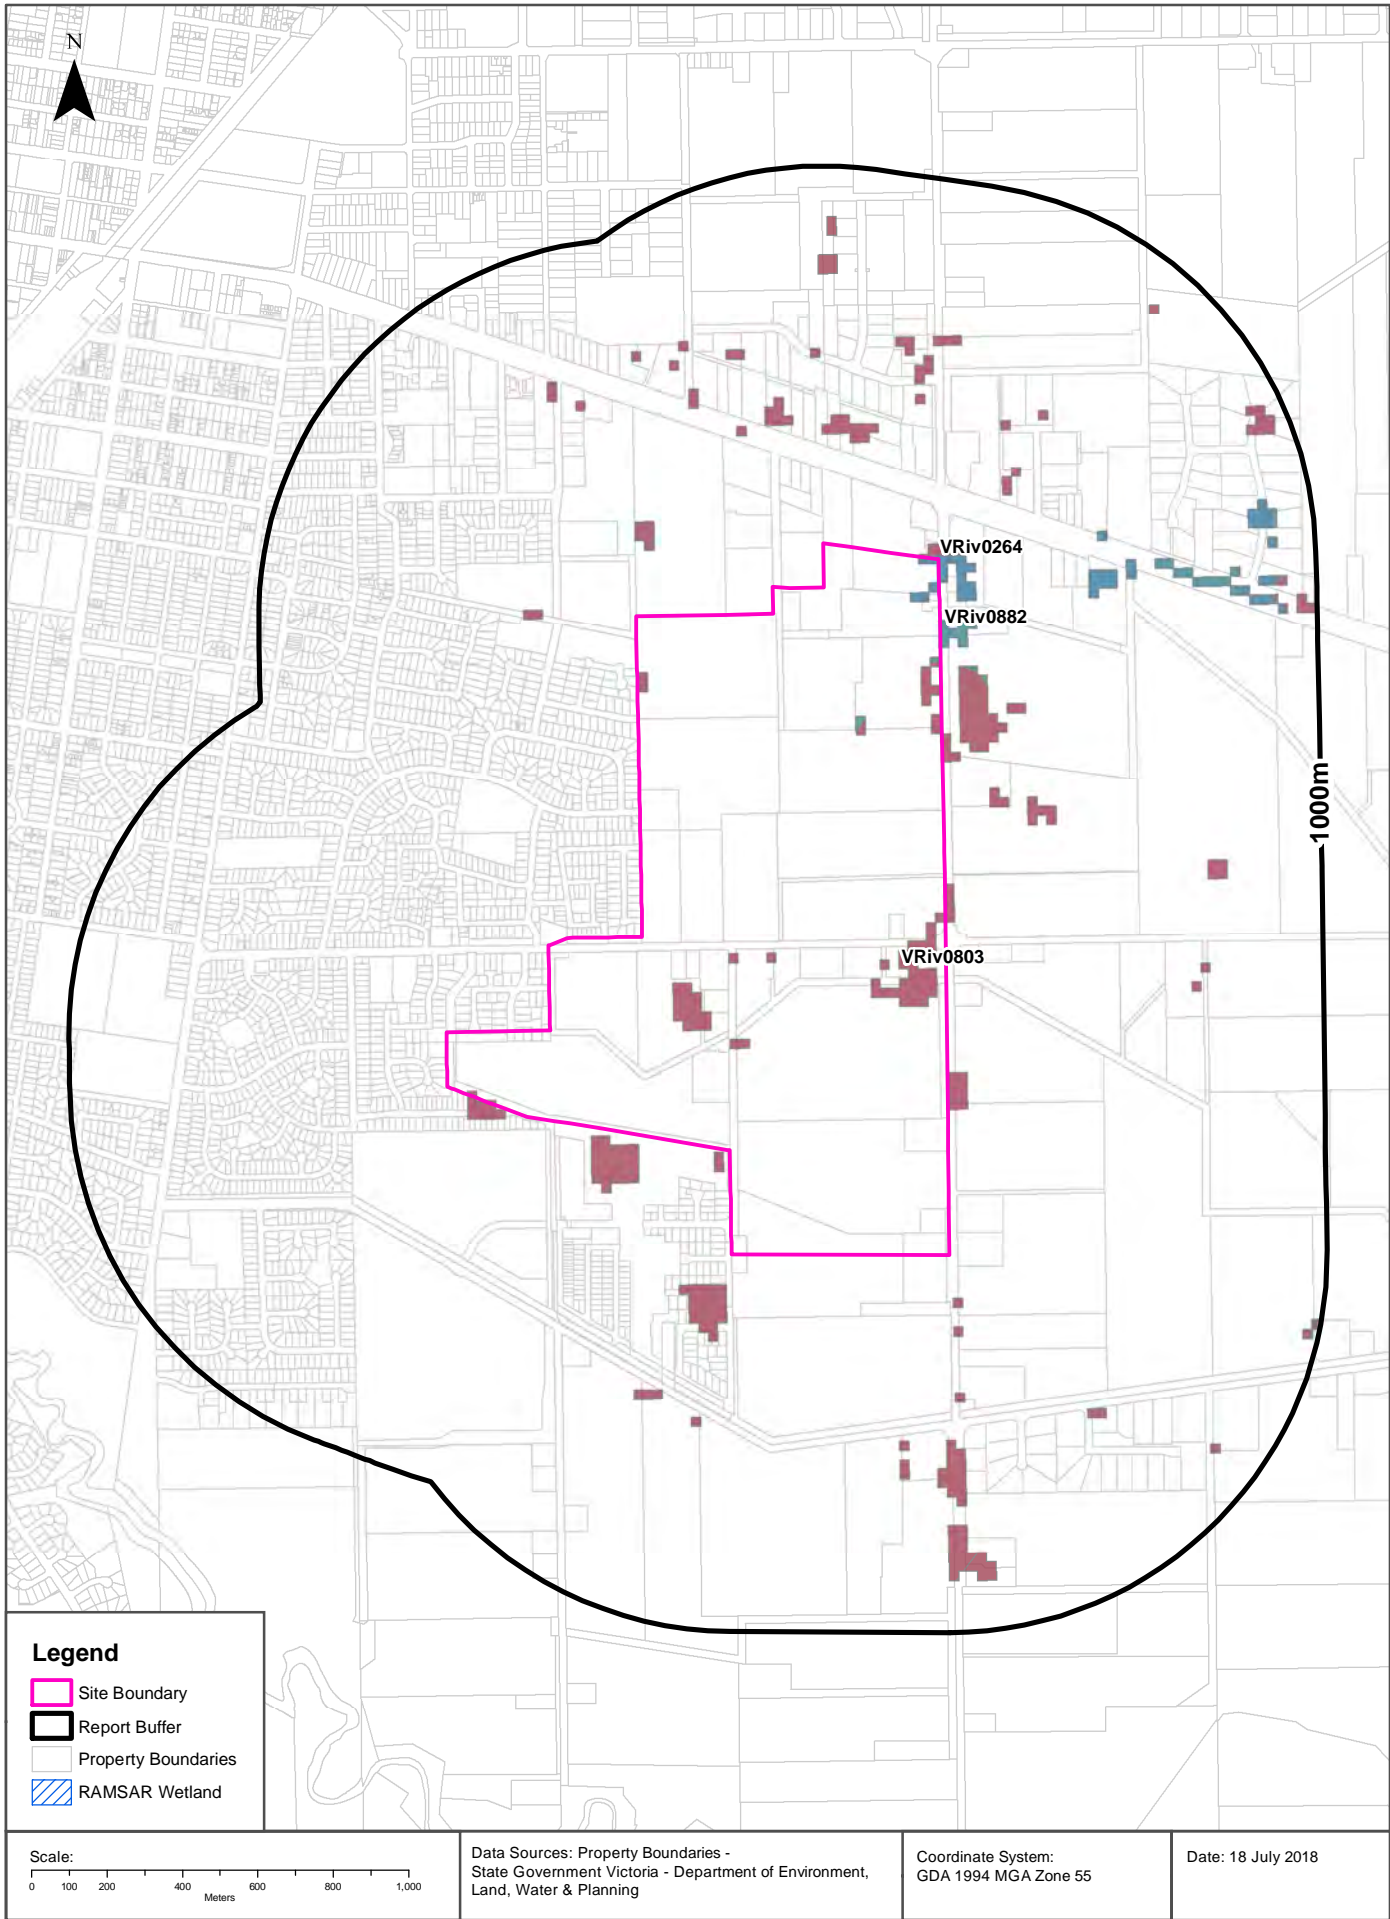 N
VRiv0264
VRiv0882
1000m
VRiv0803
Legend
Site Boundary
Report Buffer
Property Boundaries
RAMSAR Wetland
Scale:
0 100 200 400 600 800 1,000
Meters
Data Sources: Property Boundaries -
State Government Victoria - Department of Environment,
Land, Water & Planning
Coordinate System:
GDA 1994 MGA Zone 55
Date: 18 July 2018